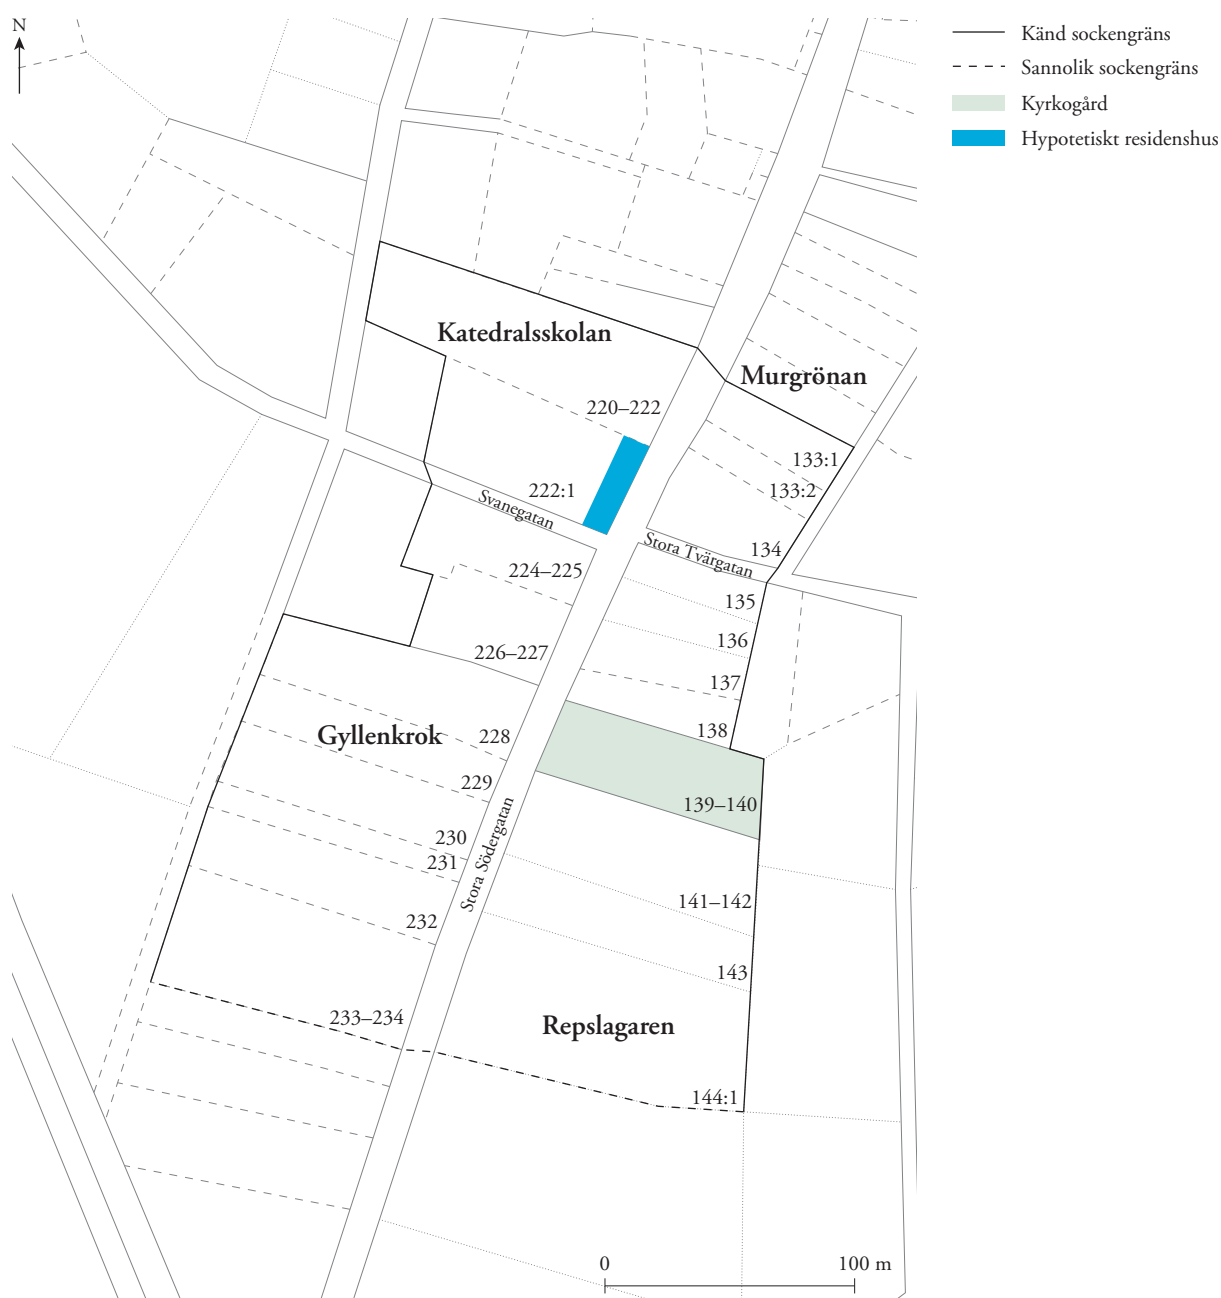 N
Känd sockengräns
Sannolik sockengräns
Kyrkogård
Hypotetiskt residenshus
Katedralsskolan
Murgrönan
220–222
133:1
133:2
222:1
Svanegatan
Stora Tvärgatan
134
224–225
135
136
226–227
137
138
Gyllenkrok
228
229
139–140
230
231
Stora Södergatan
141–142
232
143
233–234
Repslagaren
144:1
0
100 m